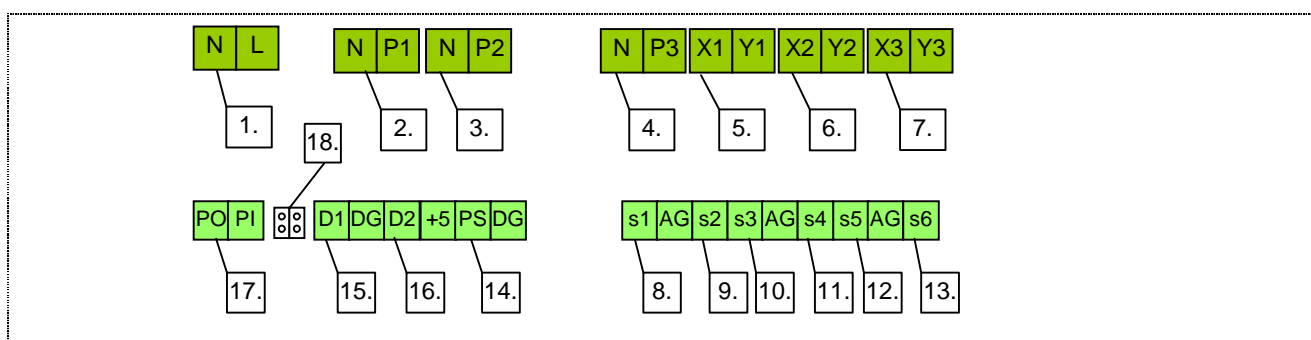 N L N P1 N P2 N P3 X1 Y1 X2 Y2 X3 Y3
1. 2. 3. 4. 5. 6. 7.
18.
PO PI D1 DG D2 +5 PS DG s1 AG s2 s3 AG s4 s5 AG s6
17. 15. 16. 14. 8. 9. 10. 11. 12. 13.